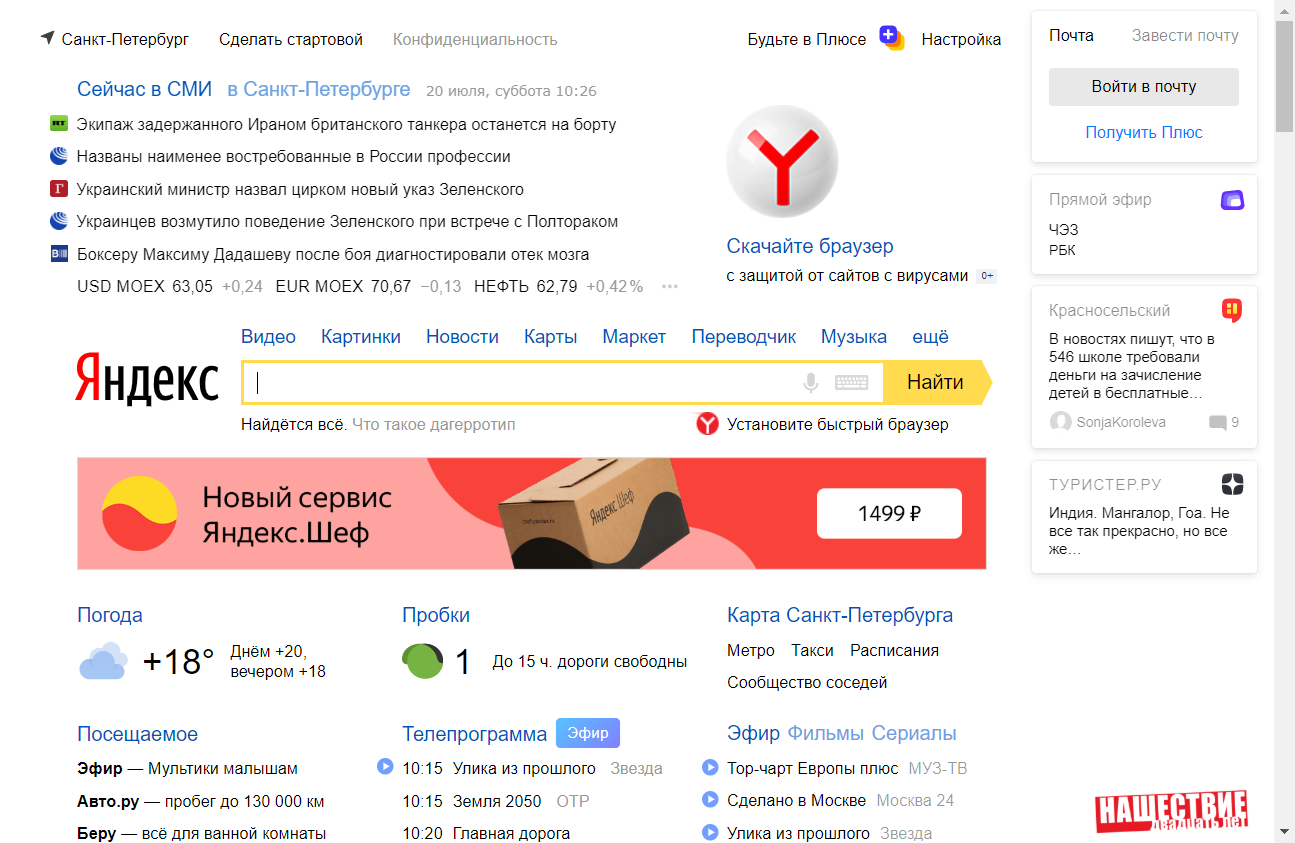 Санкт-Петербург Сделать стартовой Конфиденциальность Будьте в Плюсе Настройка
Сейчас в СМИ в Санкт-Петербурге 20 июля, суббота 10:26
RT Экипаж задержанного Ираном британского танкера останется на борту
Названы наименее востребованные в России профессии
Г Украинский министр назвал цирком новый указ Зеленского
Украинцев возмутило поведение Зеленского при встрече с Полтораком
Боксеру Максиму Дадашеву после боя диагностировали отек мозга
USD MOEX 63,05 +0,24 EUR MOEX 70,67 −0,13 НЕФТЬ 62,79 +0,42% •••
Скачайте браузер
с защитой от сайтов с вирусами 0+
Видео Картинки Новости Карты Маркет Переводчик Музыка ещё
Яндекс
Найти
Найдётся всё. Что такое дагерротип
Установите быстрый браузер
Новый сервис
Яндекс.Шеф
Яндекс Шеф
1499 ₽
Погода
+18°
Днём +20,
вечером +18
Пробки
1 До 15 ч. дороги свободны
Карта Санкт-Петербурга
Метро Такси Расписания
Сообщество соседей
Посещаемое
Эфир — Мультики малышам
Авто.ру — пробег до 130 000 км
Беру — всё для ванной комнаты
Телепрограмма Эфир
10:15 Улика из прошлого Звезда
10:15 Земля 2050 ОТР
10:20 Главная дорога
Эфир Фильмы Сериалы
Тор-чарт Европы плюс МУЗ-ТВ
Сделано в Москве Москва 24
Улика из прошлого Звезда
Почта Завести почту
Войти в почту
Получить Плюс
Прямой эфир
ЧЭЗ
РБК
Красносельский
В новостях пишут, что в
546 школе требовали
деньги на зачисление
детей в бесплатные…
SonjaKoroleva 9
ТУРИСТЕР.РУ
Индия. Мангалор, Гоа. Не
все так прекрасно, но все
же…
НАШЕСТВИЕ
двадцать лет